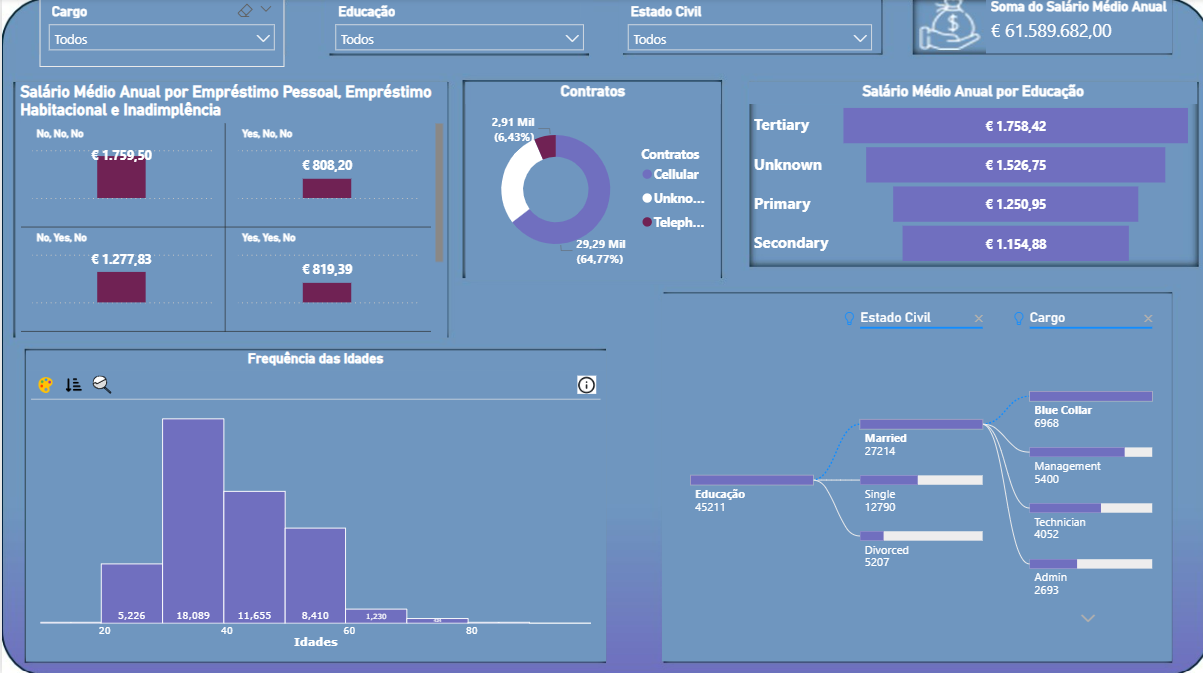 Cargo
Todos
Educação
Todos
Estado Civil
Todos
Soma do Salário Médio Anual
€ 61.589.682,00
Salário Médio Anual por Empréstimo Pessoal, Empréstimo
Habitacional e Inadimplência
No, No, No
€ 1.759,50
Yes, No, No
€ 808,20
No, Yes, No
€ 1.277,83
Yes, Yes, No
€ 819,39
Contratos
2,91 Mil
(6,43%)
29,29 Mil
(64,77%)
Contratos
Cellular
Unkno...
Teleph...
Salário Médio Anual por Educação
Tertiary
€ 1.758,42
Unknown
€ 1.526,75
Primary
€ 1.250,95
Secondary
€ 1.154,88
Frequência das Idades
5,226
18,089
11,655
8,410
1,230
20
40
60
80
Idades
Estado Civil
Cargo
Educação
45211
Married
27214
Single
12790
Divorced
5207
Blue Collar
6968
Management
5400
Technician
4052
Admin
2693